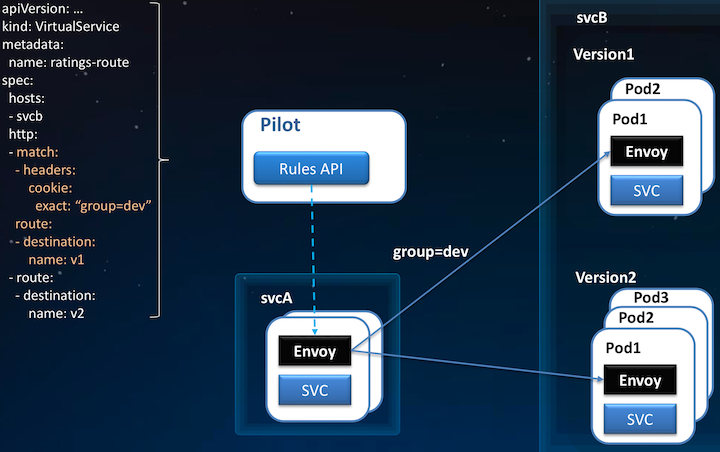 apiVersion: ...
kind: VirtualService
metadata:
name: ratings-route
spec:
hosts:
- svcb
http:
- match:
- headers:
cookie:
exact: “group=dev”
route:
- destination:
name: v1
- route:
- destination:
name: v2
Pilot
Rules API
svcA
Envoy
SVC
group=dev
svcB
Version1
Pod2
Pod1
Envoy
SVC
Version2
Pod3
Pod2
Pod1
Envoy
SVC